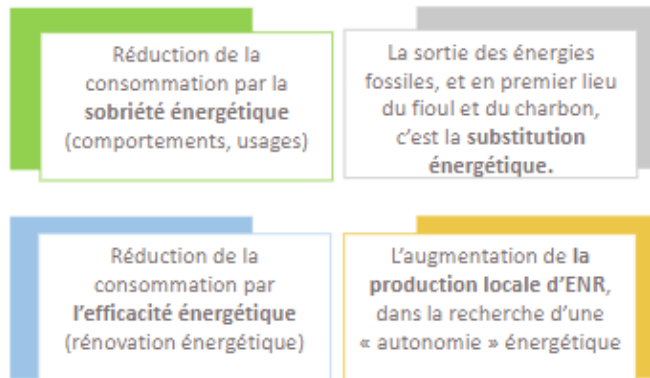 Réduction de la
consommation par la
sobriété énergétique
(comportements, usages)
La sortie des énergies
fossiles, et en premier lieu
du fioul et du charbon,
c'est la substitution
énergétique.
Réduction de la
consommation par
l'efficacité énergétique
(rénovation énergétique)
L'augmentation de la
production locale d'ENR,
dans la recherche d'une
« autonomie » énergétique